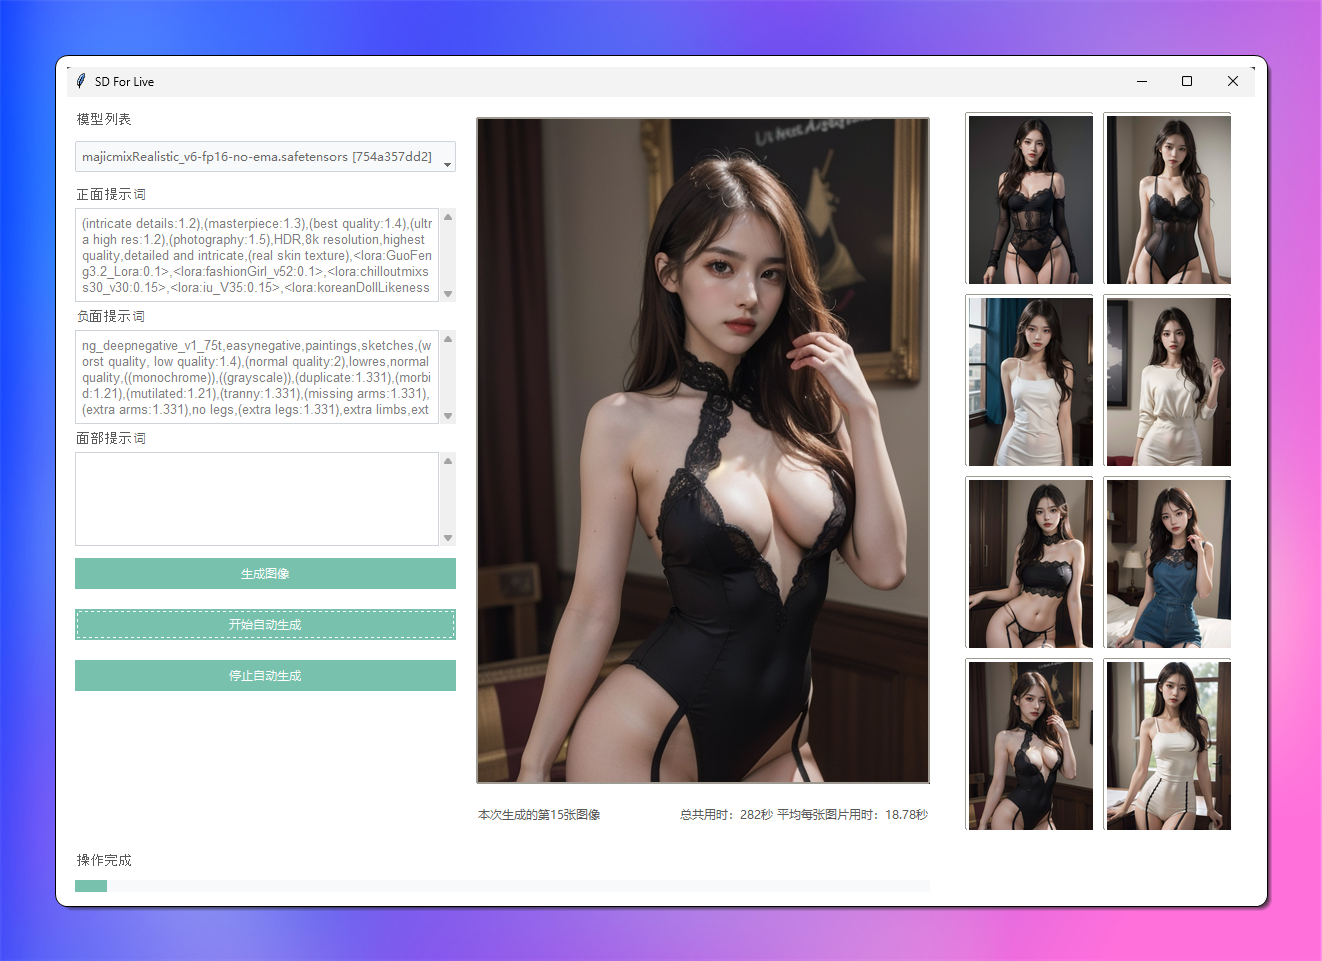 SD For Live
模型列表
majicmixRealistic_v6-fp16-no-ema.safetensors [754a357dd2]
正面提示词
(intricate details:1.2),(masterpiece:1.3),(best quality:1.4),(ultr
a high res:1.2),(photography:1.5),HDR,8k resolution,highest
quality,detailed and intricate,(real skin texture),<lora:GuoFen
g3.2_Lora:0.1>,<lora:fashionGirl_v52:0.1>,<lora:chilloutmixs
s30_v30:0.15>,<lora:iu_V35:0.15>,<lora:koreanDollLikeness
负面提示词
ng_deepnegative_v1_75t,easynegative,paintings,sketches,(w
orst quality, low quality:1.4),(normal quality:2),lowres,normal
quality,((monochrome)),((grayscale)),(duplicate:1.331),(morbi
d:1.21),(mutilated:1.21),(tranny:1.331),(missing arms:1.331),
(extra arms:1.331),no legs,(extra legs:1.331),extra limbs,ext
面部提示词
生成图像
开始自动生成
停止自动生成
本次生成的第15张图像
总共用时：282秒 平均每张图片用时：18.78秒
操作完成